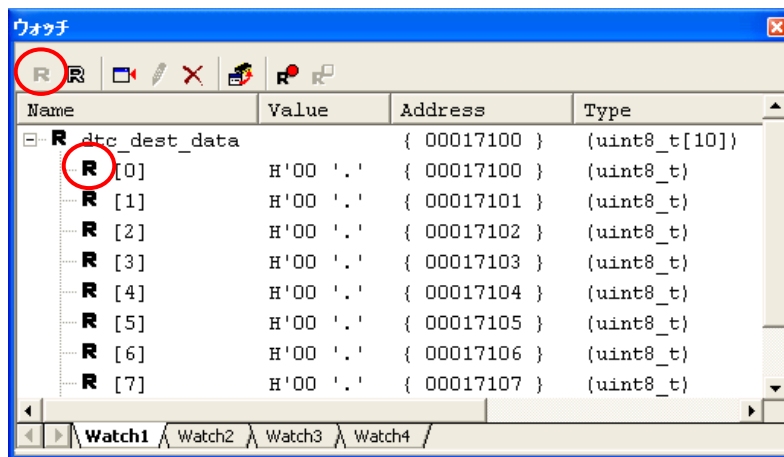 ウォッチ
R R R R
Name Value Address Type
R dtc_dest_data { 00017100 } (uint8_t[10])
R [0] H'00 '.' { 00017100 } (uint8_t)
R [1] H'00 '.' { 00017101 } (uint8_t)
R [2] H'00 '.' { 00017102 } (uint8_t)
R [3] H'00 '.' { 00017103 } (uint8_t)
R [4] H'00 '.' { 00017104 } (uint8_t)
R [5] H'00 '.' { 00017105 } (uint8_t)
R [6] H'00 '.' { 00017106 } (uint8_t)
R [7] H'00 '.' { 00017107 } (uint8_t)
Watch1 Watch2 Watch3 Watch4